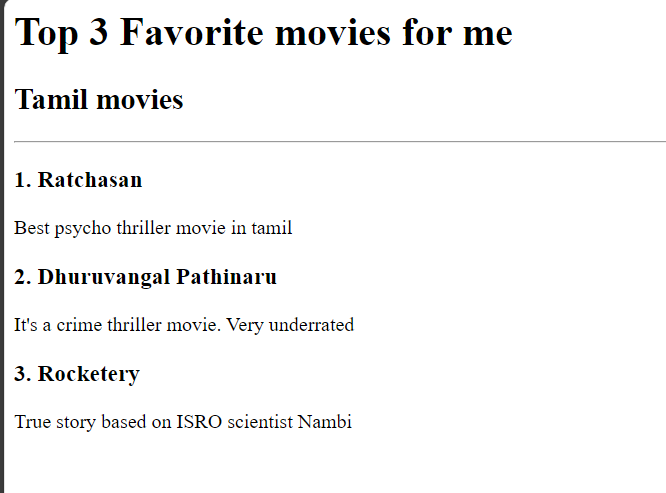 Top 3 Favorite movies for me
Tamil movies
1. Ratchasan
Best psycho thriller movie in tamil
2. Dhuruvangal Pathinaru
It's a crime thriller movie. Very underrated
3. Rocketery
True story based on ISRO scientist Nambi